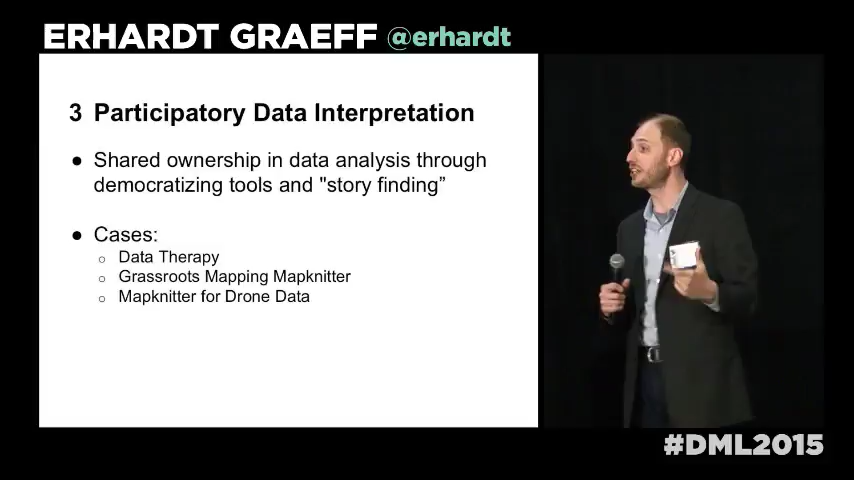 ERHARDT GRAEFF @erhardt
3 Participatory Data Interpretation
● Shared ownership in data analysis through
democratizing tools and "story finding”
● Cases:
○ Data Therapy
○ Grassroots Mapping Mapknitter
○ Mapknitter for Drone Data
#DML2015